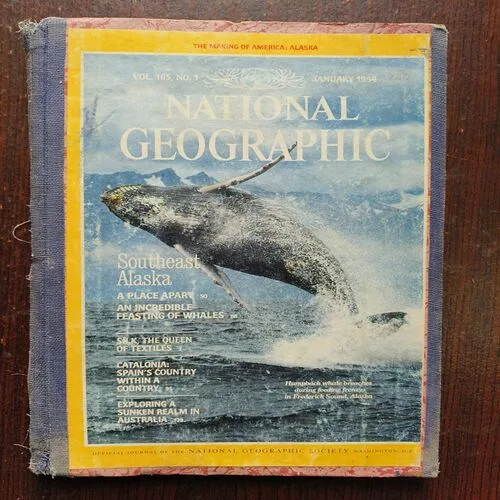 THE MAKING OF AMERICA: ALASKA
VOL. 165, NO. 1
JANUARY 1984
NATIONAL
GEOGRAPHIC
Southeast
Alaska
A PLACE APART 50
AN INCREDIBLE
FEASTING OF WHALES
SILK, THE QUEEN
OF TEXTILES
CATALONIA:
SPAIN'S COUNTRY
WITHIN A
COUNTRY
EXPLORING A
SUNKEN REALM IN
AUSTRALIA
Humpback whale breaches
during feeding frenzy
in Frederick Sound, Alaska
OFFICIAL JOURNAL OF THE NATIONAL GEOGRAPHIC SOCIETY WASHINGTON, D.C.